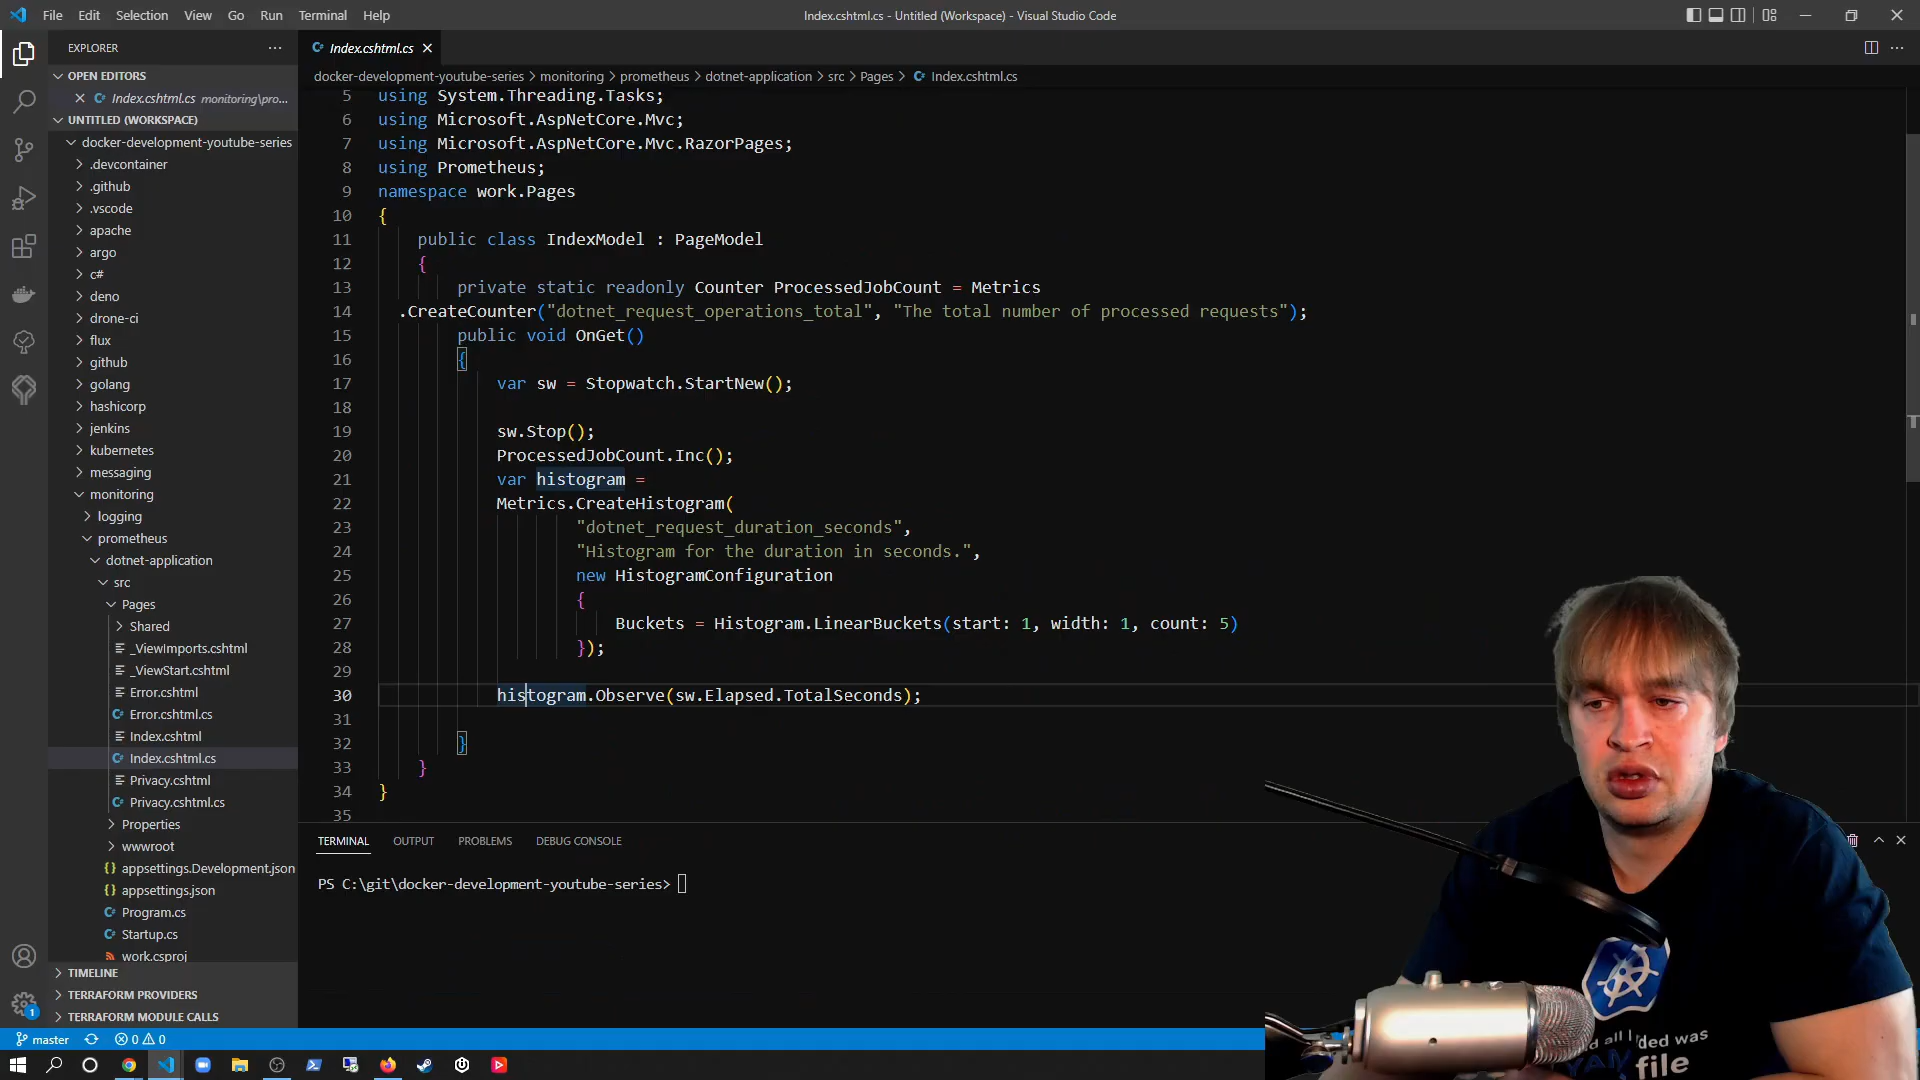 File Edit Selection View Go Run Terminal Help
Index.cshtml.cs - Untitled (Workspace) - Visual Studio Code
EXPLORER
OPEN EDITORS
Index.cshtml.cs monitoring\pro...
UNTITLED (WORKSPACE)
docker-development-youtube-series
.devcontainer
.github
.vscode
apache
argo
c#
deno
drone-ci
flux
github
golang
hashicorp
jenkins
kubernetes
messaging
monitoring
logging
prometheus
dotnet-application
src
Pages
Shared
_ViewImports.cshtml
_ViewStart.cshtml
Error.cshtml
Error.cshtml.cs
Index.cshtml
Index.cshtml.cs
Privacy.cshtml
Privacy.cshtml.cs
Properties
wwwroot
appsettings.Development.json
appsettings.json
Program.cs
Startup.cs
work.csproj
TIMELINE
TERRAFORM PROVIDERS
TERRAFORM MODULE CALLS
Index.cshtml.cs
docker-development-youtube-series > monitoring > prometheus > dotnet-application > src > Pages > Index.cshtml.cs
5 using System.Threading.Tasks;
6 using Microsoft.AspNetCore.Mvc;
7 using Microsoft.AspNetCore.Mvc.RazorPages;
8 using Prometheus;
9 namespace work.Pages
10 {
11 public class IndexModel : PageModel
12 {
13 private static readonly Counter ProcessedJobCount = Metrics
14 .CreateCounter("dotnet_request_operations_total", "The total number of processed requests");
15 public void OnGet()
16 {
17 var sw = Stopwatch.StartNew();
18
19 sw.Stop();
20 ProcessedJobCount.Inc();
21 var histogram =
22 Metrics.CreateHistogram(
23 "dotnet_request_duration_seconds",
24 "Histogram for the duration in seconds.",
25 new HistogramConfiguration
26 {
27 Buckets = Histogram.LinearBuckets(start: 1, width: 1, count: 5)
28 });
29
30 histogram.Observe(sw.Elapsed.TotalSeconds);
31
32 }
33 }
34 }
35
TERMINAL OUTPUT PROBLEMS DEBUG CONSOLE
PS C:\git\docker-development-youtube-series>
1
master 0 0
file